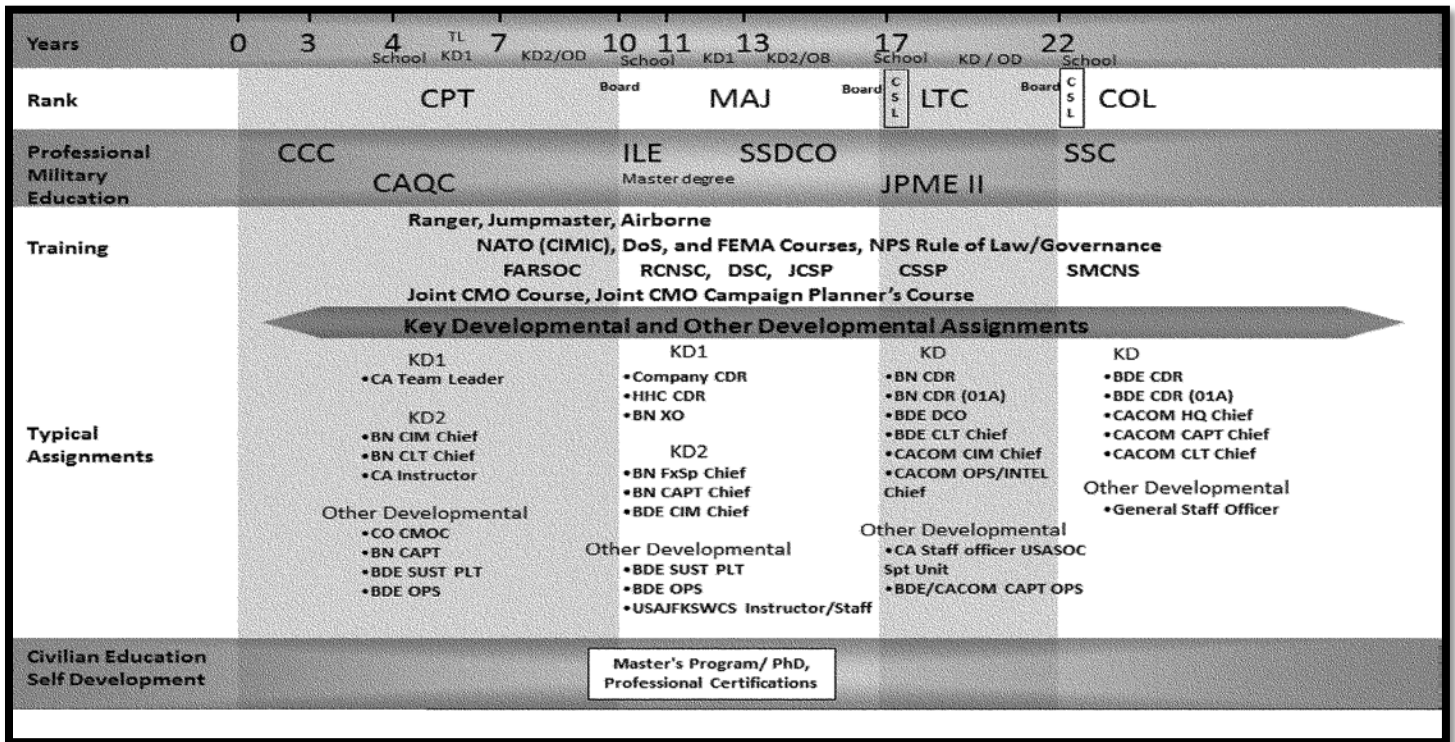 Years 0 3 4 TL 7 10 11 13 17 22
School KD1 KD2/OD School KD1 KD2/OB School KD / OD School
Rank CPT Board MAJ Board CSL LTC Board CSL COL
Professional
Military
Education
CCC ILE SSDCO SSC
Master degree
CAQC JPME II
Training
Ranger, Jumpmaster, Airborne
NATO (CIMIC), DoS, and FEMA Courses, NPS Rule of Law/Governance
FARSOC RCNSC, DSC, JCSP CSSP SMCNS
Joint CMO Course, Joint CMO Campaign Planner's Course
Key Developmental and Other Developmental Assignments
Typical
Assignments
KD1
•CA Team Leader
KD2
•BN CIM Chief
•BN CLT Chief
•CA Instructor
Other Developmental
•CO CMOC
•BN CAPT
•BDE SUST PLT
•BDE OPS
KD1
•Company CDR
•HHC CDR
•BN XO
KD2
•BN FxSp Chief
•BN CAPT Chief
•BDE CIM Chief
Other Developmental
•BDE SUST PLT
•BDE OPS
•USAJFKSWCS Instructor/Staff
KD
•BN CDR
•BN CDR (01A)
•BDE DCO
•BDE CLT Chief
•CACOM CIM Chief
•CACOM OPS/INTEL
Chief
Other Developmental
•CA Staff officer USASOC
Spt Unit
•BDE/CACOM CAPT OPS
KD
•BDE CDR
•BDE CDR (01A)
•CACOM HQ Chief
•CACOM CAPT Chief
•CACOM CLT Chief
Other Developmental
•General Staff Officer
Civilian Education
Self Development
Master's Program/ PhD,
Professional Certifications